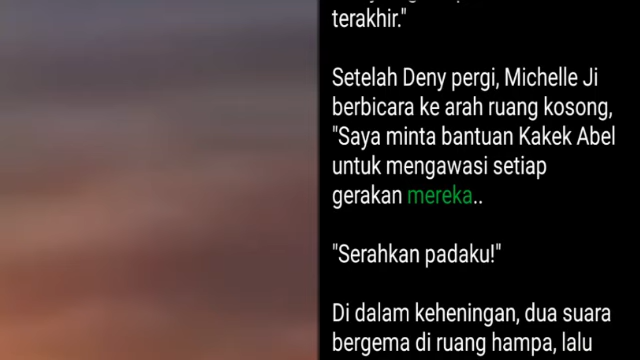 terakhir."
Setelah Deny pergi, Michelle Ji
berbicara ke arah ruang kosong,
"Saya minta bantuan Kakek Abel
untuk mengawasi setiap
gerakan mereka..
"Serahkan padaku!"
Di dalam keheningan, dua suara
bergema di ruang hampa, lalu